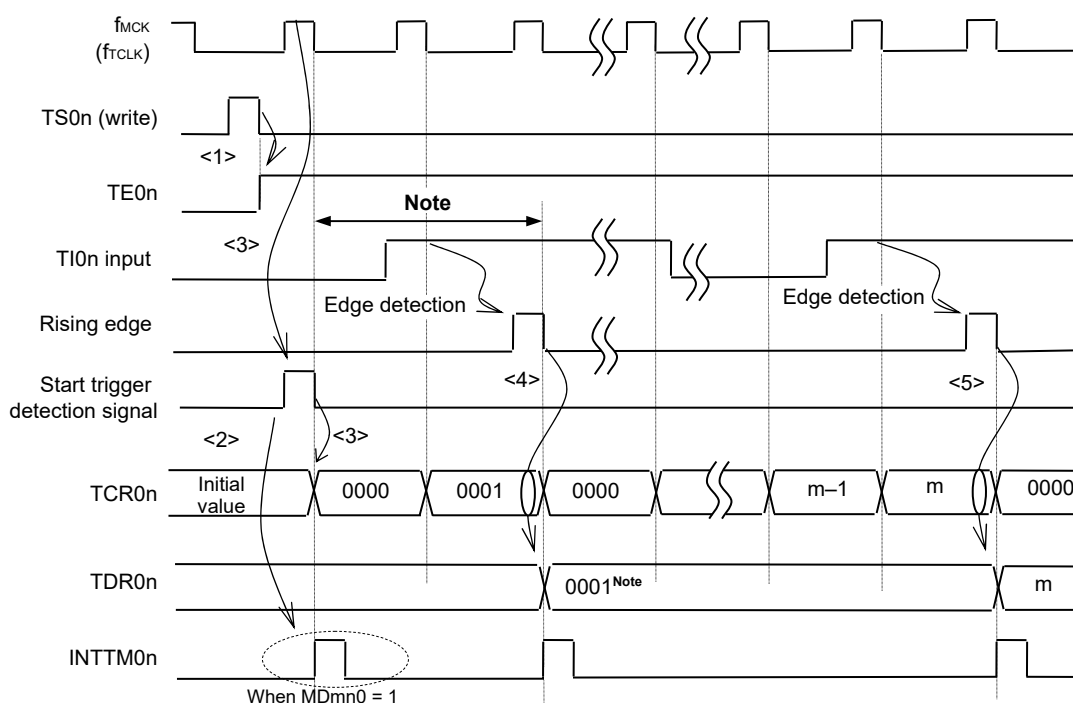 fMCK
(fTCLK)
TS0n (write)
<1>
TE0n
Note
<3>
TI0n input
Edge detection
Edge detection
Rising edge
<4>
<5>
Start trigger
detection signal
<2>
<3>
TCR0n
Initial
value
0000
0001
0000
m–1
m
0000
TDR0n
0001Note
m
INTTM0n
When MDmn0 = 1